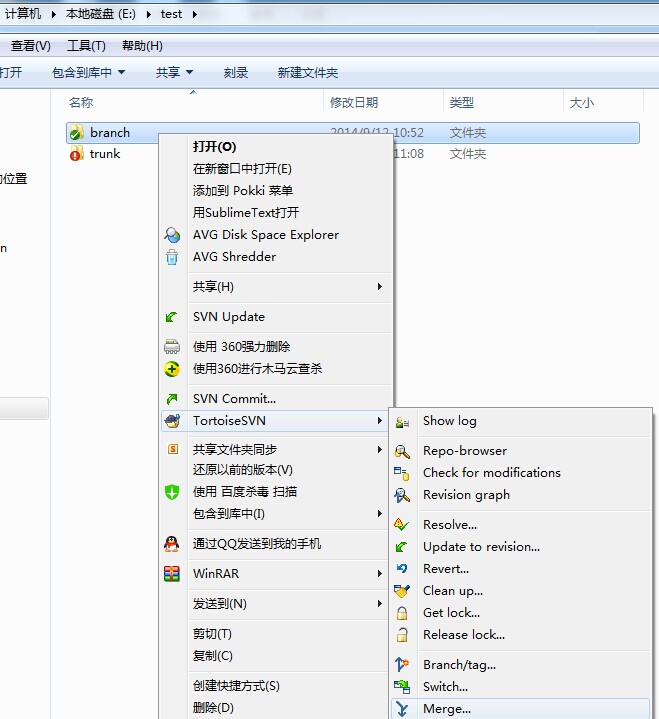 计算机 ▸ 本地磁盘 (E:) ▸ test ▸
查看(V) 工具(T) 帮助(H)
打开 包含到库中 ▼ 共享 ▼ 刻录 新建文件夹
名称 修改日期 类型 大小
branch 2014/9/12 10:52 文件夹
trunk 11:08 文件夹
的位置
n
打开(O)
在新窗口中打开(E)
添加到 Pokki 菜单
用SublimeText打开
AVG Disk Space Explorer
AVG Shredder
共享(H)
SVN Update
使用 360强力删除
使用360进行木马云查杀
SVN Commit...
TortoiseSVN
共享文件夹同步
还原以前的版本(V)
使用 百度杀毒 扫描
包含到库中(I)
通过QQ发送到我的手机
WinRAR
发送到(N)
剪切(T)
复制(C)
创建快捷方式(S)
删除(D)
Show log
Repo-browser
Check for modifications
Revision graph
Resolve...
Update to revision...
Revert...
Clean up...
Get lock...
Release lock...
Branch/tag...
Switch...
Merge...